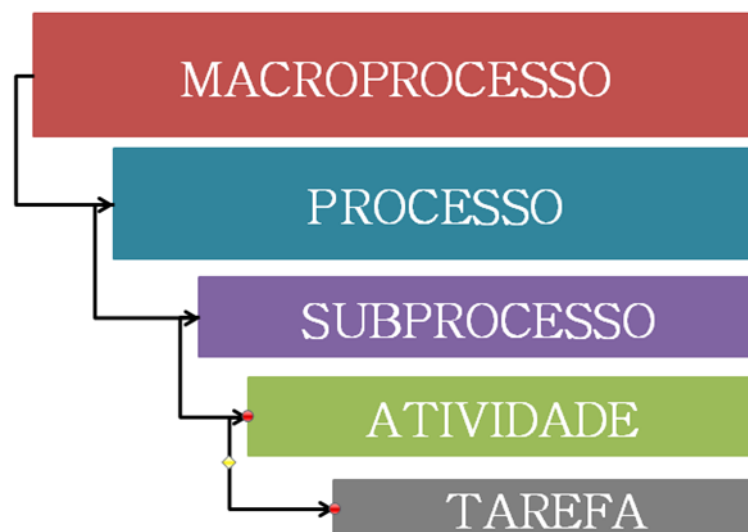 MACROPROCESSO
PROCESSO
SUBPROCESSO
ATIVIDADE
TAREFA